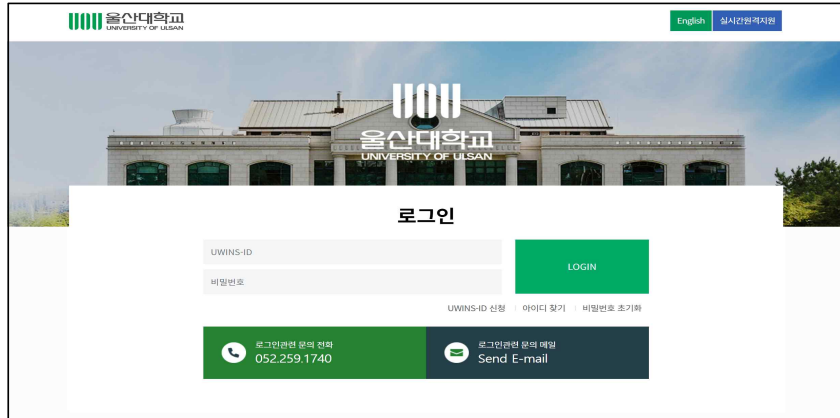 울산대학교
UNIVERSITY OF ULSAN
English 실시간원격지원
울산대학교
UNIVERSITY OF ULSAN
로그인
UWINS-ID
비밀번호
LOGIN
UWINS-ID 신청 아이디 찾기 비밀번호 초기화
로그인관련 문의 전화
052.259.1740
로그인관련 문의 메일
Send E-mail